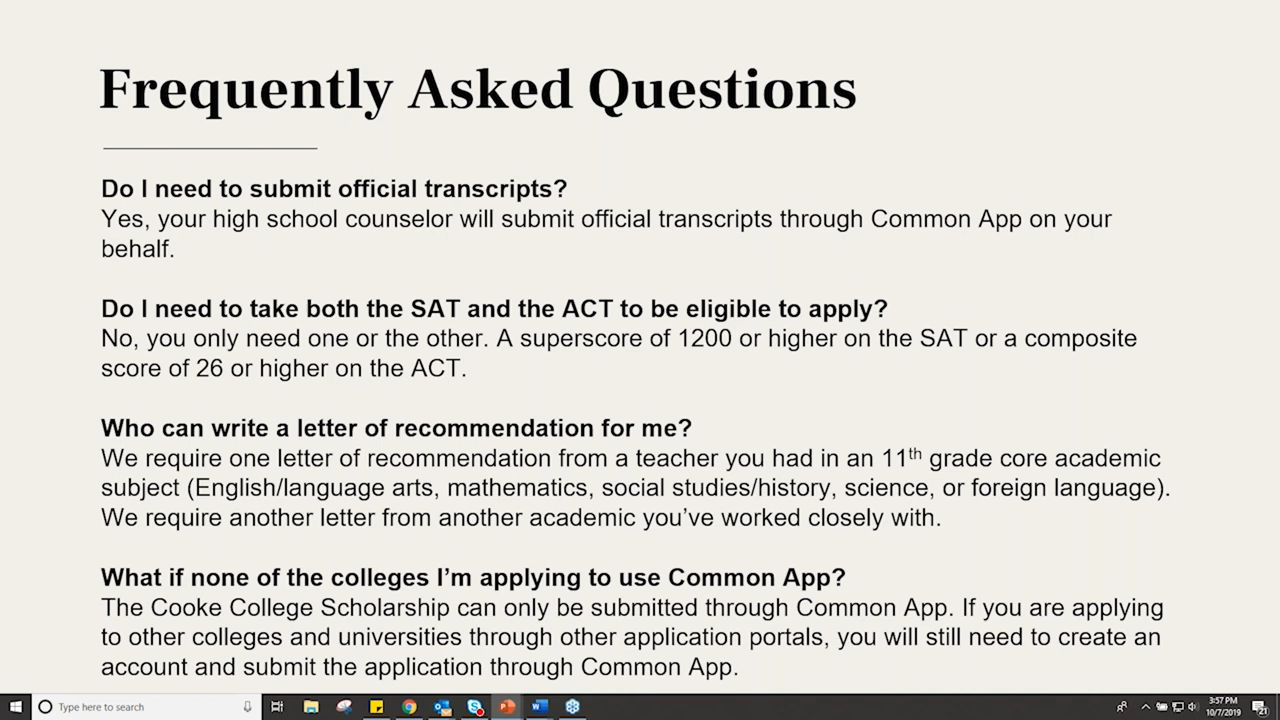 Frequently Asked Questions
Do I need to submit official transcripts?
Yes, your high school counselor will submit official transcripts through Common App on your
behalf.
Do I need to take both the SAT and the ACT to be eligible to apply?
No, you only need one or the other. A superscore of 1200 or higher on the SAT or a composite
score of 26 or higher on the ACT.
Who can write a letter of recommendation for me?
We require one letter of recommendation from a teacher you had in an 11th grade core academic
subject (English/language arts, mathematics, social studies/history, science, or foreign language).
We require another letter from another academic you’ve worked closely with.
What if none of the colleges I’m applying to use Common App?
The Cooke College Scholarship can only be submitted through Common App. If you are applying
to other colleges and universities through other application portals, you will still need to create an
account and submit the application through Common App.
Type here to search
3:57 PM
10/7/2019